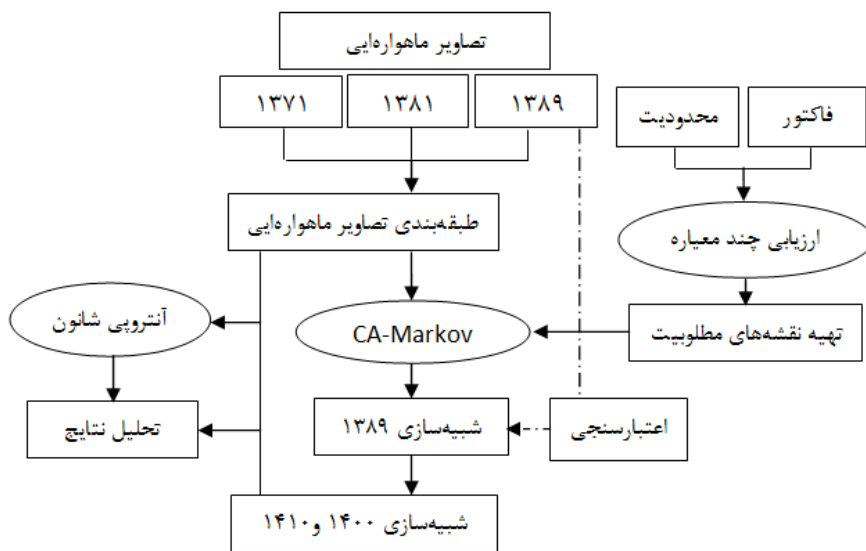 تصاویر ماهواره‌ایی
۱۳۸۹
۱۳۸۱
۱۳۷۱
فاکتور
محدودیت
طبقه‌بندی تصاویر ماهواره‌ایی
ارزیابی چند معیاره
آنتروپی شانون
CA-Markov
تهیه نقشه‌های مطلوبیت
تحلیل نتایج
شبیه‌سازی ۱۳۸۹
اعتبارسنجی
شبیه‌سازی ۱۴۰۰ و۱۴۱۰